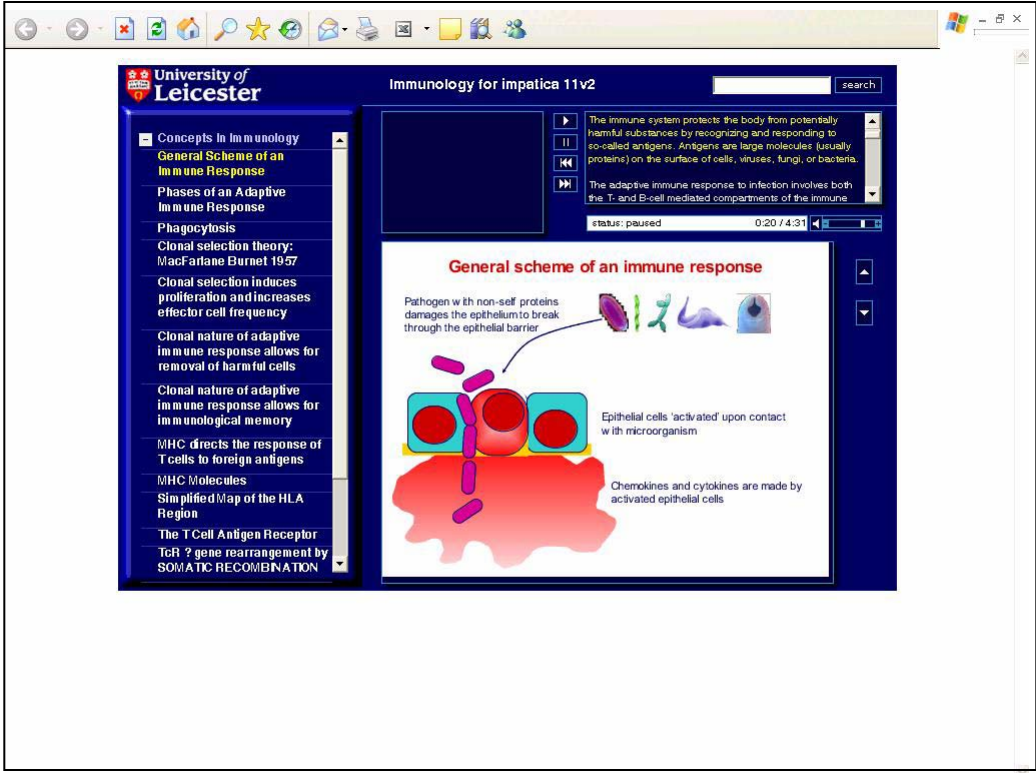 University of
Leicester
Immunology for impatica 11v2
search
Concepts In Immunology
General Scheme of an
Immune Response
Phases of an Adaptive
Immune Response
Phagocytosis
Clonal selection theory:
MacFarlane Burnet 1957
Clonal selection induces
proliferation and increases
effector cell frequency
Clonal nature of adaptive
immune response allows for
removal of harmful cells
Clonal nature of adaptive
immune response allows for
immunological memory
MHC directs the response of
T cells to foreign antigens
MHC Molecules
Simplified Map of the HLA
Region
The T Cell Antigen Receptor
TcR ? gene rearrangement by
SOMATIC RECOMBINATION
The immune system protects the body from potentially
harmful substances by recognizing and responding to
so-called antigens. Antigens are large molecules (usually
proteins) on the surface of cells, viruses, fungi, or bacteria.
The adaptive immune response to infection involves both
the T- and B-cell mediated compartments of the immune
status: paused 0:20 / 4:31
General scheme of an immune response
Pathogen with non-self proteins
damages the epithelium to break
through the epithelial barrier
Epithelial cells 'activated' upon contact
with microorganism
Chemokines and cytokines are made by
activated epithelial cells